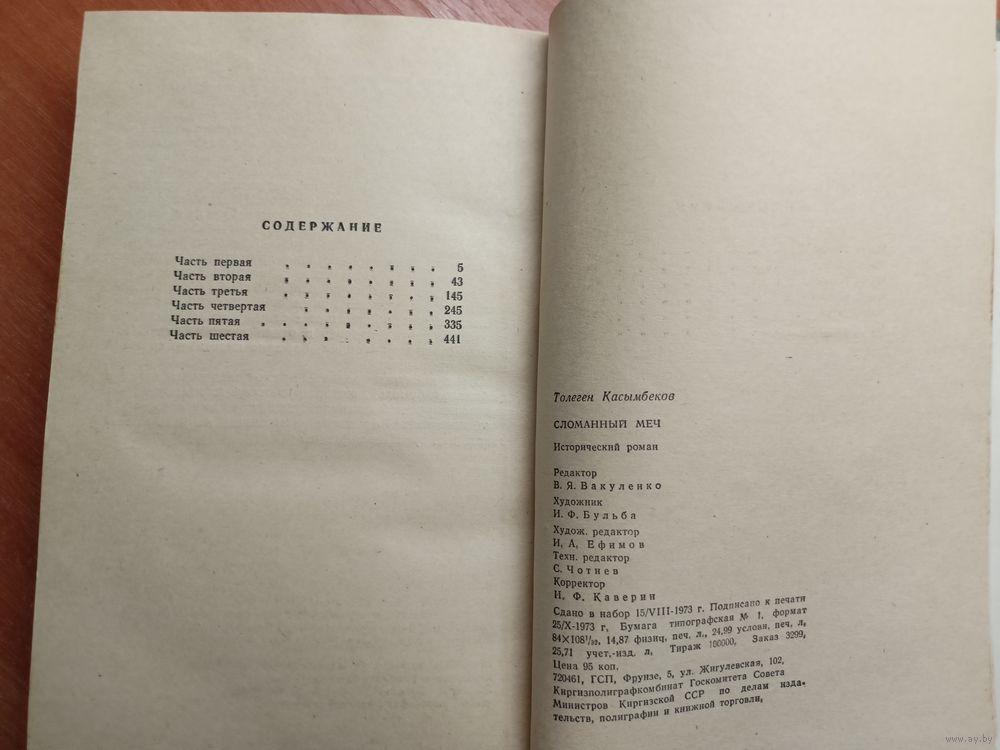 СОДЕРЖАНИЕ
Часть первая . . . . . . . . 5
Часть вторая . . . . . . . . 43
Часть третья . . . . . . . . 145
Часть четвертая . . . . . . . 245
Часть пятая . . . . . . . . . 335
Часть шестая . . . . . . . . 441
Толеген Касымбеков
СЛОМАННЫЙ МЕЧ
Исторический роман
Редактор
В. Я. Вакуленко
Художник
И. Ф. Бульба
Худож. редактор
И. А. Ефимов
Техн. редактор
С. Чотиев
Корректор
И. Ф. Каверин
Сдано в набор 15/VIII-1973 г. Подписано к печати
25/X-1973 г, Бумага типографская № 1, формат
84×108¹/₃₂, 14,87 физич, печ. л., 24,99 условн. печ, л,
25,71 учет.-изд. л, Тираж 100000, Заказ 3299,
Цена 95 коп.
720461, ГСП, Фрунзе, 5, ул. Жигулевская, 102,
Киргизполиграфкомбинат Госкомитета Совета
Министров Киргизской ССР по делам изда-
тельств, полиграфии и книжной торговли,
www.ay.by